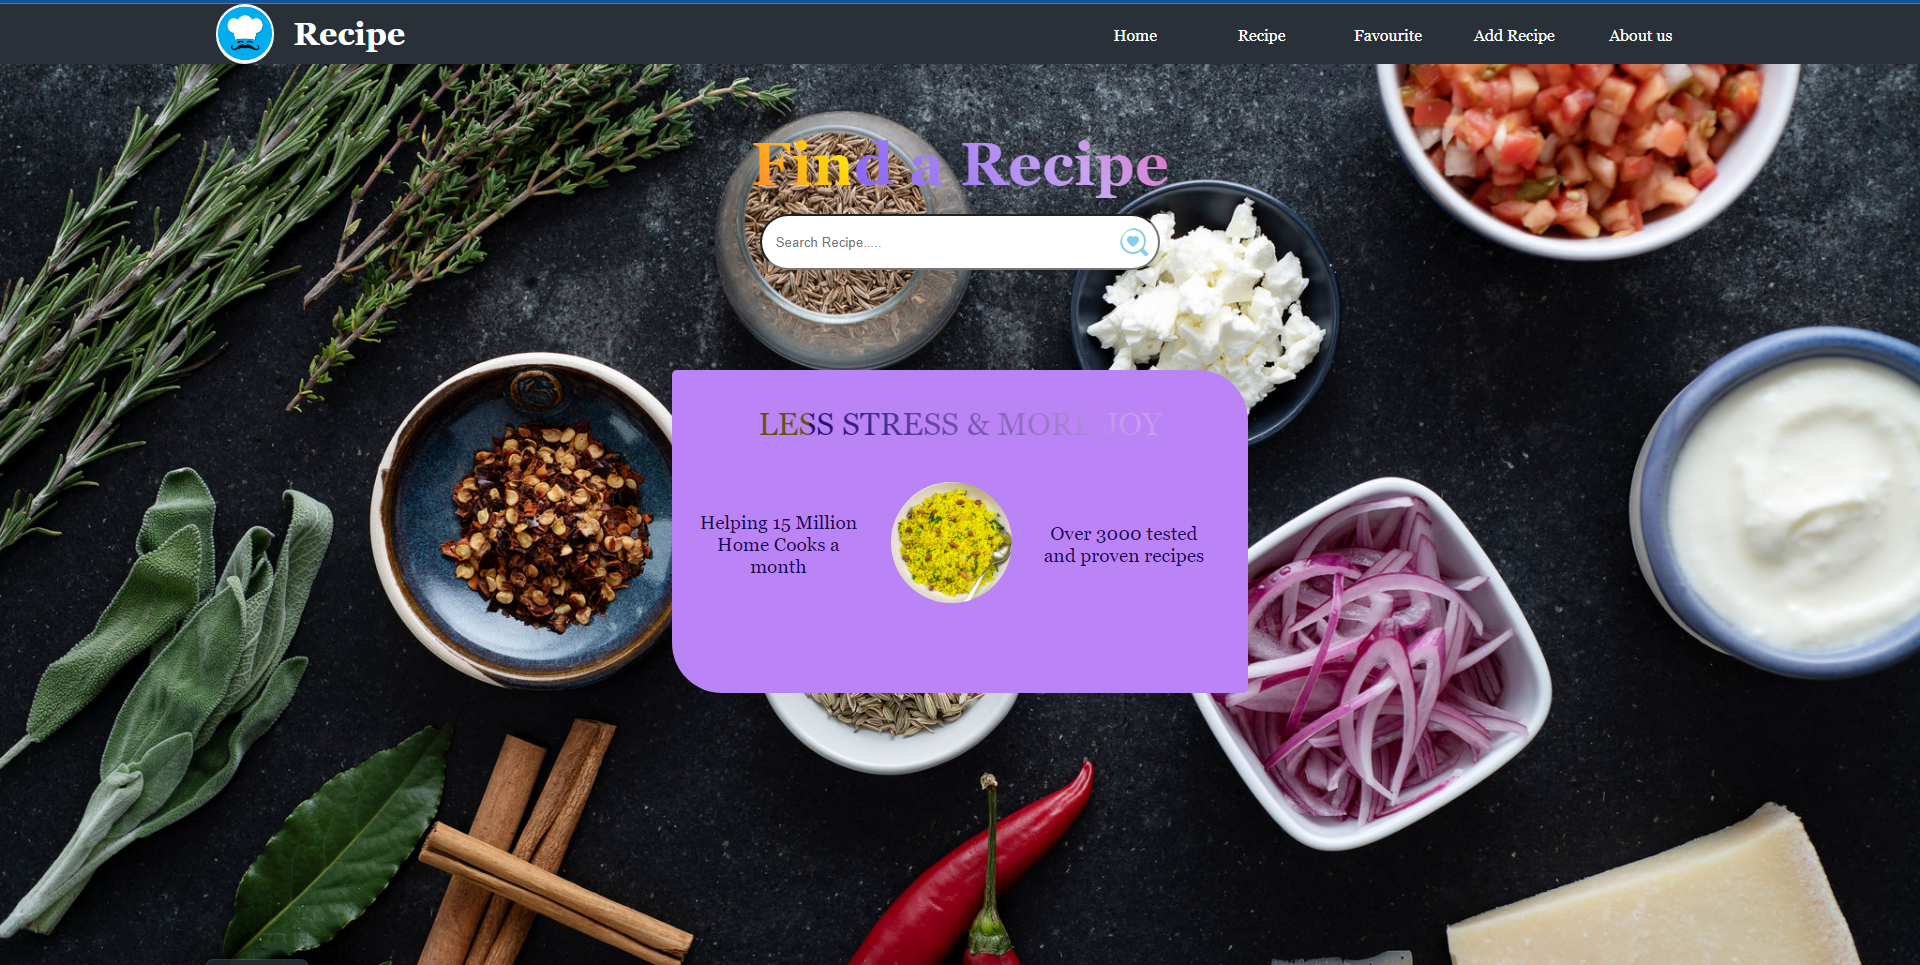 Recipe
Home
Recipe
Favourite
Add Recipe
About us
Find a Recipe
Search Recipe.....
LESS STRESS & MORE JOY
Helping 15 Million
Home Cooks a
month
Over 3000 tested
and proven recipes